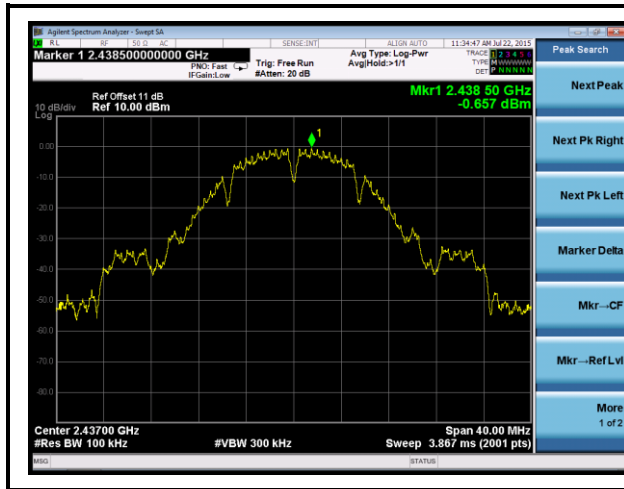 Agilent Spectrum Analyzer - Swept SA
RL RF 50 Ω AC SENSE:INT ALIGN AUTO 11:34:47 AM Jul 22, 2015
Marker 1 2.438500000000 GHz
PNO: Fast Trig: Free Run Avg Type: Log-Pwr TRACE 1 2 3 4 5 6
IFGain:Low #Atten: 20 dB Avg|Hold:>1/1 TYPE M WWWWW
DET P N N N N N
Peak Search
Next Peak
Mkr1 2.438 50 GHz
-0.657 dBm
Ref Offset 11 dB
10 dB/div Ref 10.00 dBm
Log
1
0.00
-10.0
-20.0
-30.0
-40.0
-50.0
-60.0
-70.0
-80.0
Next Pk Right
Next Pk Left
Marker Delta
Mkr→CF
Mkr→Ref Lvl
More
1 of 2
Center 2.43700 GHz Span 40.00 MHz
#Res BW 100 kHz #VBW 300 kHz Sweep 3.867 ms (2001 pts)
MSG STATUS